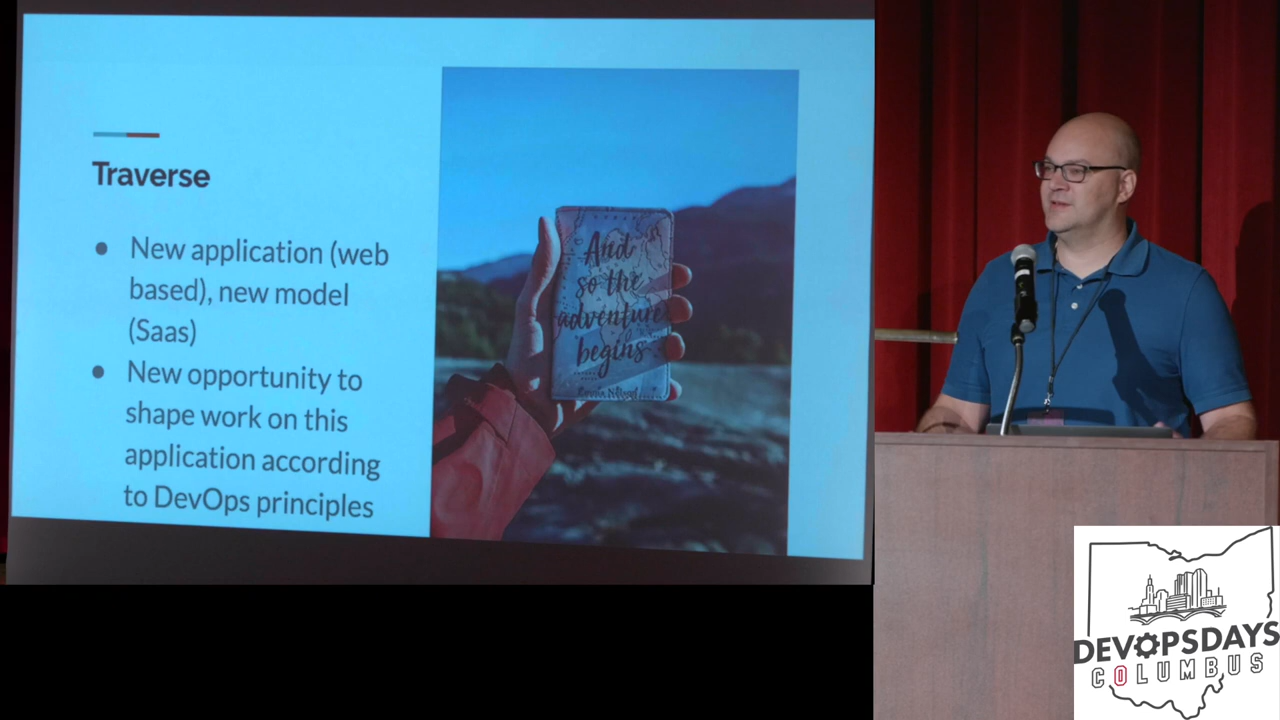 Traverse
● New application (web
based), new model
(Saas)
● New opportunity to
shape work on this
application according
to DevOps principles
And
so the
adventure
begins
DEVOPSDAYS
COLUMBUS